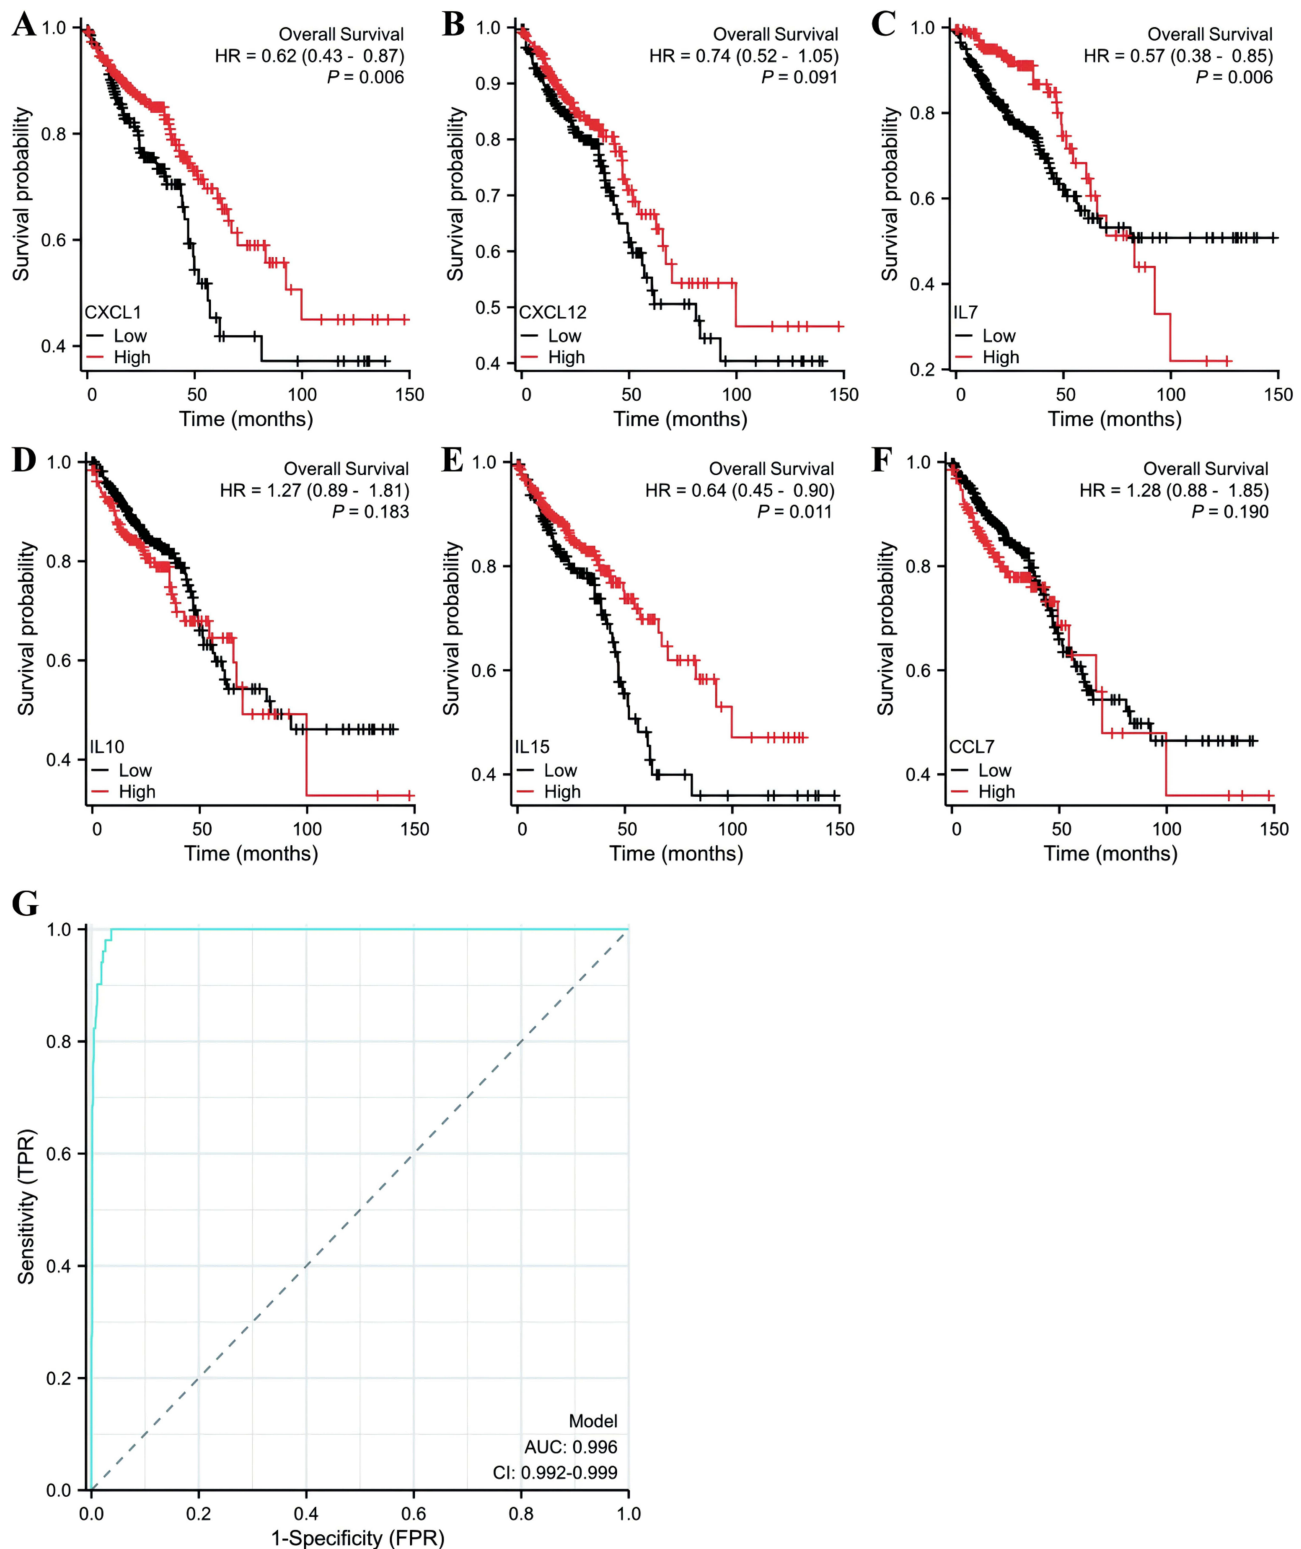 A
Overall Survival
HR = 0.62 (0.43 - 0.87)
P = 0.006
Survival probability
1.0
0.8
0.6
0.4
CXCL1
Low
High
0 50 100 150
Time (months)
B
Overall Survival
HR = 0.74 (0.52 - 1.05)
P = 0.091
Survival probability
1.0
0.9
0.8
0.7
0.6
0.5
0.4
CXCL12
Low
High
0 50 100 150
Time (months)
C
Overall Survival
HR = 0.57 (0.38 - 0.85)
P = 0.006
Survival probability
1.0
0.8
0.6
0.4
0.2
IL7
Low
High
0 50 100 150
Time (months)
D
Overall Survival
HR = 1.27 (0.89 - 1.81)
P = 0.183
Survival probability
1.0
0.8
0.6
0.4
IL10
Low
High
0 50 100 150
Time (months)
E
Overall Survival
HR = 0.64 (0.45 - 0.90)
P = 0.011
Survival probability
1.0
0.8
0.6
0.4
IL15
Low
High
0 50 100 150
Time (months)
F
Overall Survival
HR = 1.28 (0.88 - 1.85)
P = 0.190
Survival probability
1.0
0.8
0.6
0.4
CCL7
Low
High
0 50 100 150
Time (months)
G
Sensitivity (TPR)
1.0
0.8
0.6
0.4
0.2
0.0
Model
AUC: 0.996
CI: 0.992-0.999
0.0 0.2 0.4 0.6 0.8 1.0
1-Specificity (FPR)